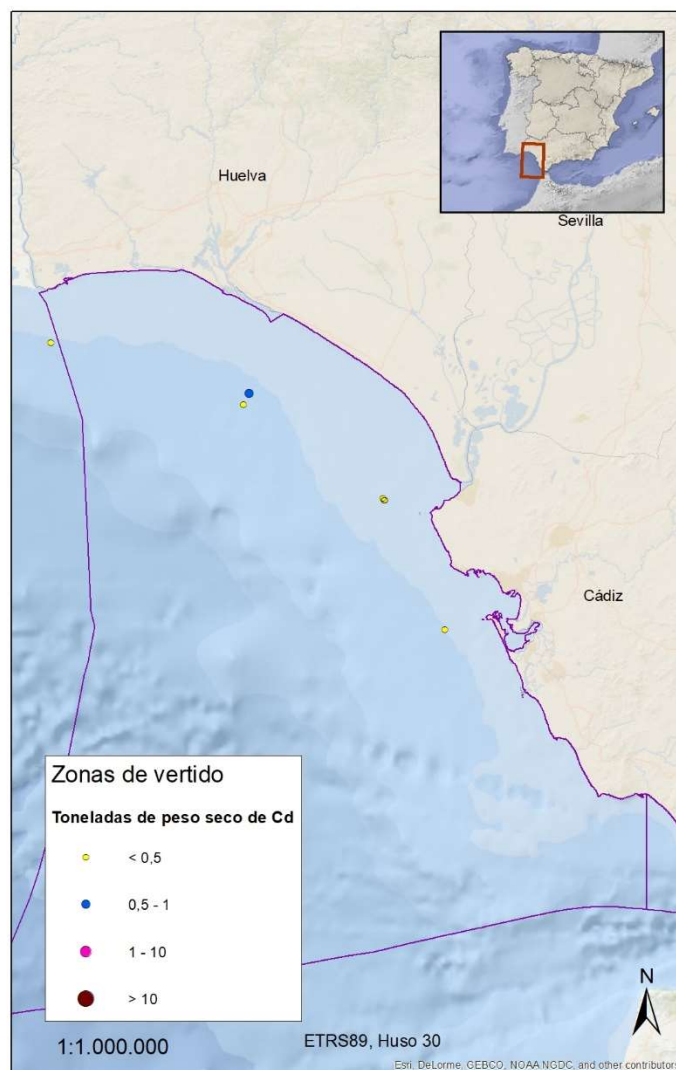 Huelva
Sevilla
Cádiz
Zonas de vertido
Toneladas de peso seco de Cd
< 0,5
0,5 - 1
1 - 10
> 10
N
1:1.000.000
ETRS89, Huso 30
Esri, DeLorme, GEBCO, NOAA NGDC, and other contributors